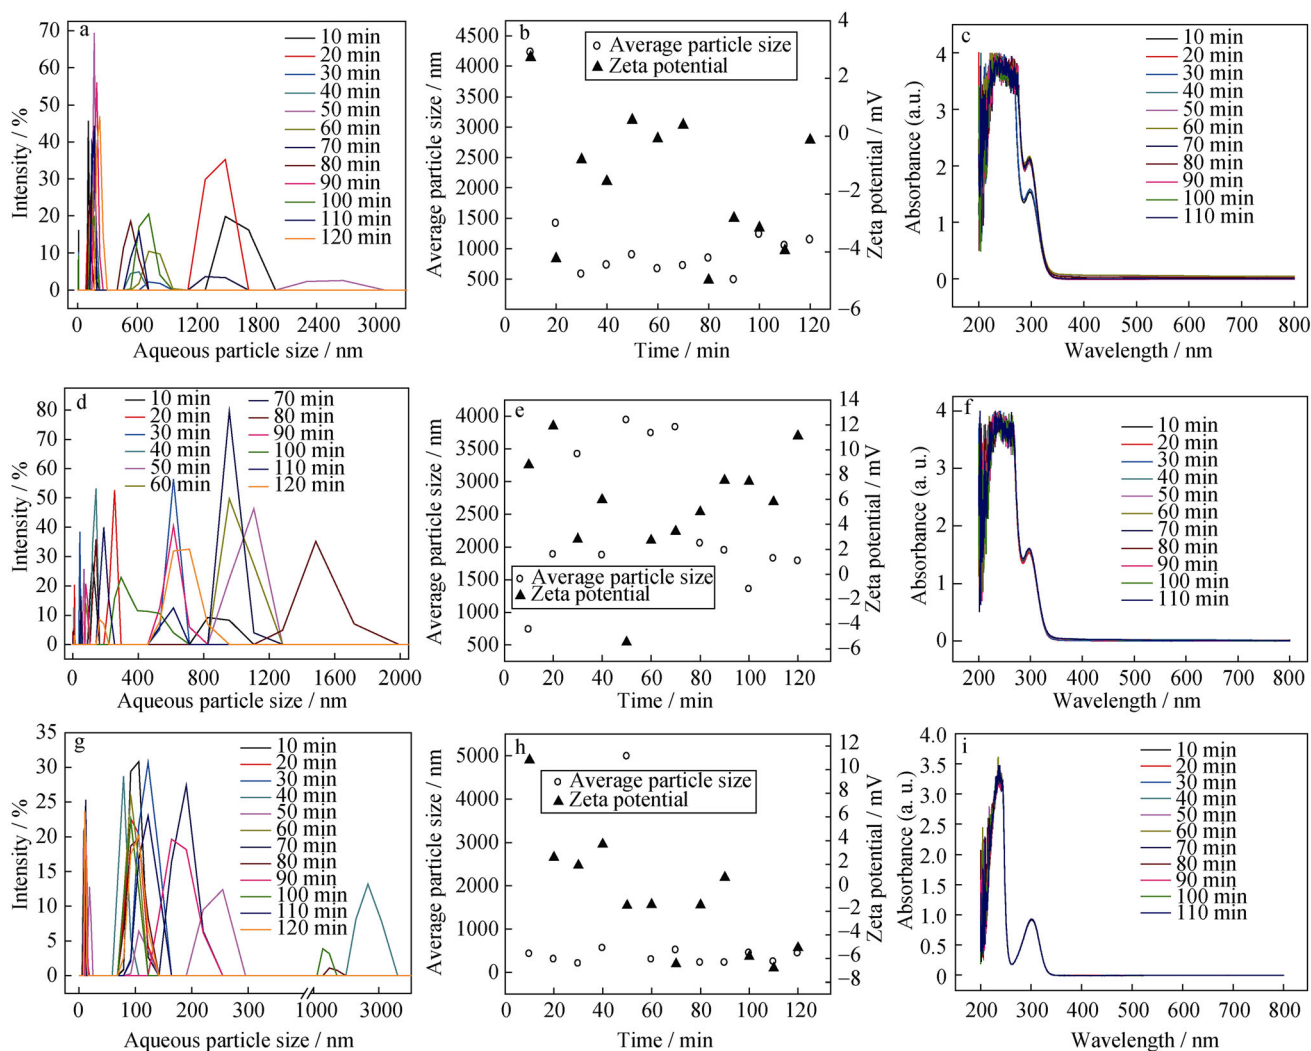 a
Intensity / %
70
60
50
40
30
20
10
0
10 min
20 min
30 min
40 min
50 min
60 min
70 min
80 min
90 min
100 min
110 min
120 min
0 600 1200 1800 2400 3000
Aqueous particle size / nm
b
Average particle size / nm
4500
4000
3500
3000
2500
2000
1500
1000
500
Average particle size
Zeta potential
4
2
0
−2
−4
−6
Zeta potential / mV
0 20 40 60 80 100 120
Time / min
c
Absorbance (a.u.)
4
3
2
1
0
10 min
20 min
30 min
40 min
50 min
60 min
70 min
80 min
90 min
100 min
110 min
200 300 400 500 600 700 800
Wavelength / nm
d
Intensity / %
80
70
60
50
40
30
20
10
0
10 min
20 min
30 min
40 min
50 min
60 min
70 min
80 min
90 min
100 min
110 min
120 min
0 400 800 1200 1600 2000
Aqueous particle size / nm
e
Average particle size / nm
4000
3500
3000
2500
2000
1500
1000
500
Average particle size
Zeta potential
14
12
10
8
6
4
2
0
−2
−4
−6
Zeta potential / mV
0 20 40 60 80 100 120
Time / min
f
Absorbance (a. u.)
4
3
2
1
0
10 min
20 min
30 min
40 min
50 min
60 min
70 min
80 min
90 min
100 min
110 min
200 300 400 500 600 700 800
Wavelength / nm
g
Intensity / %
35
30
25
20
15
10
5
0
10 min
20 min
30 min
40 min
50 min
60 min
70 min
80 min
90 min
100 min
110 min
120 min
0 100 200 300 1000 3000
Aqueous particle size / nm
h
Average particle size / nm
5000
4000
3000
2000
1000
0
Average particle size
Zeta potential
12
10
8
6
4
2
0
−2
−4
−6
−8
Zeta potential / mV
0 20 40 60 80 100 120
Time / min
i
Absorbance (a. u.)
4.0
3.5
3.0
2.5
2.0
1.5
1.0
0.5
0
10 min
20 min
30 min
40 min
50 min
60 min
70 min
80 min
90 min
100 min
110 min
200 300 400 500 600 700 800
Wavelength / nm